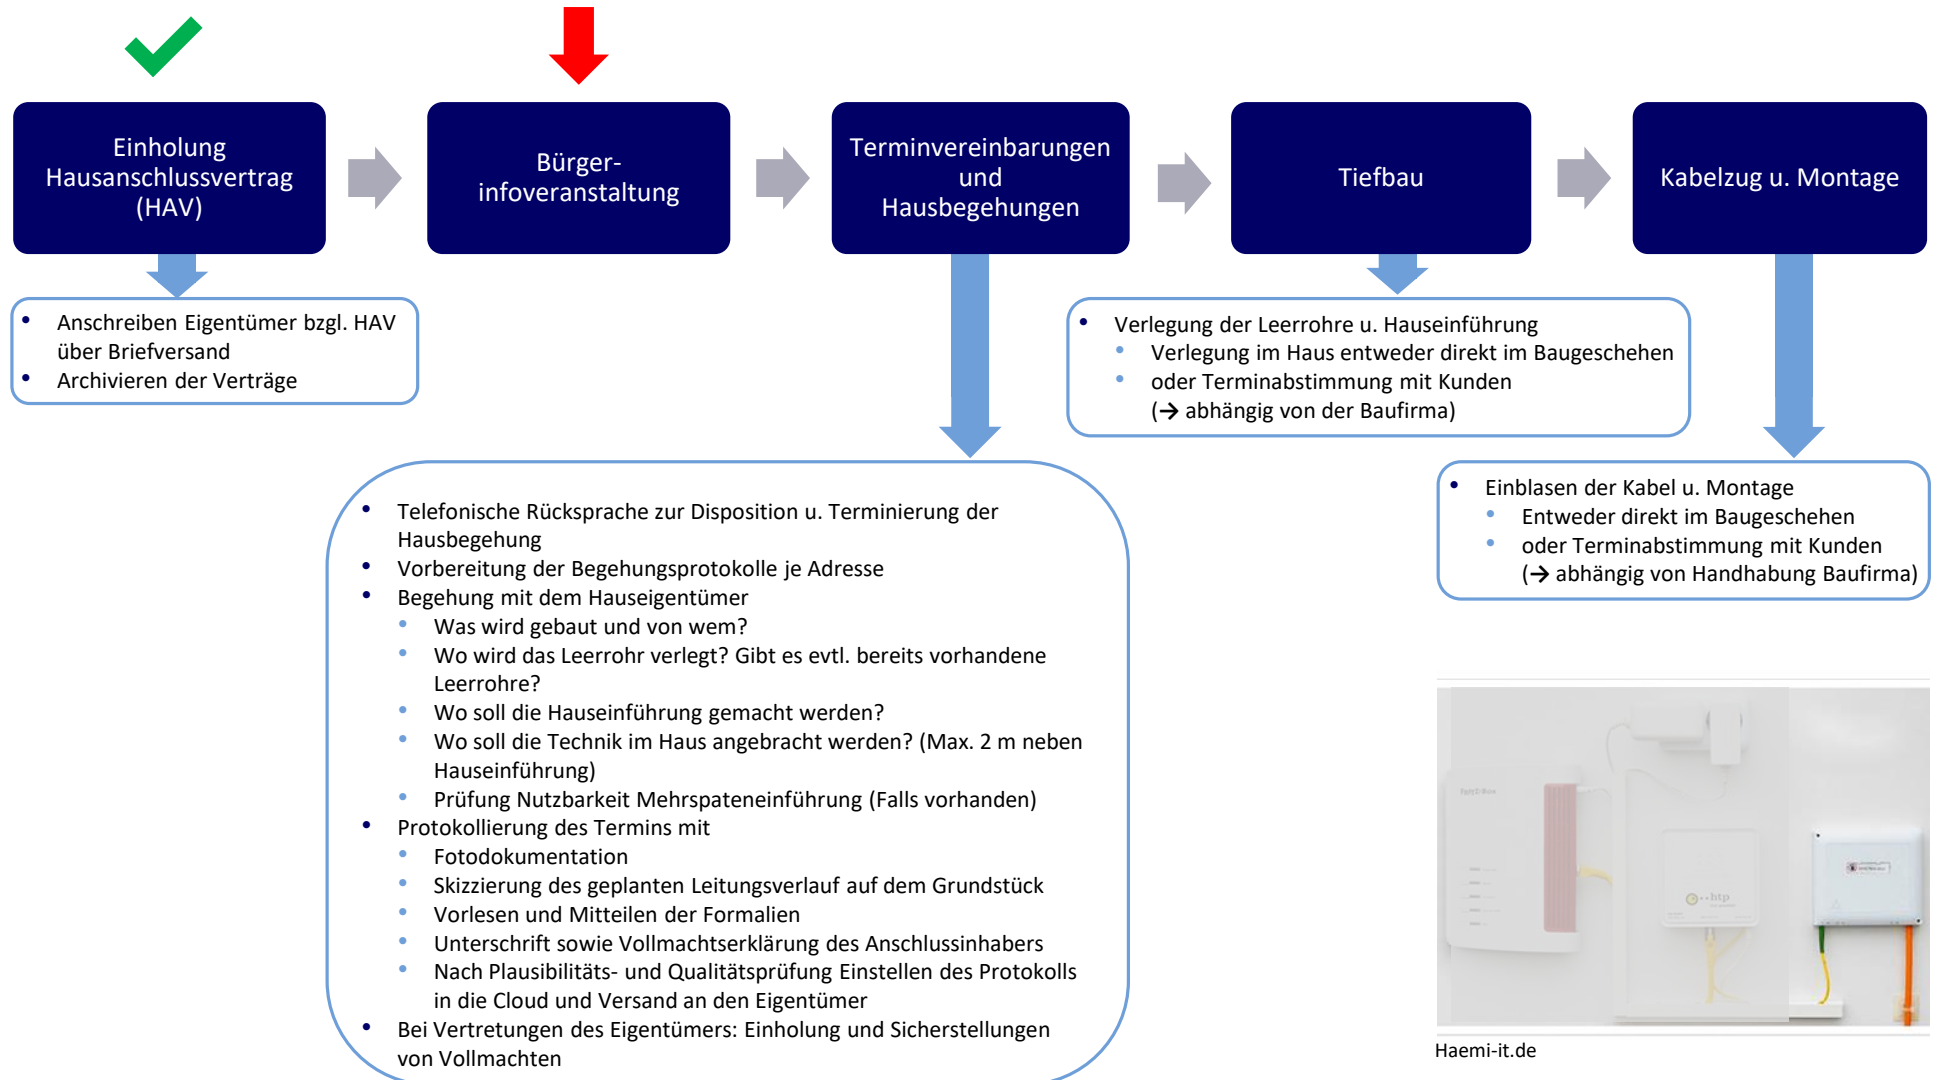 Einholung
Hausanschlussvertrag
(HAV)
Bürger-
infoveranstaltung
Terminvereinbarungen
und
Hausbegehungen
Tiefbau
Kabelzug u. Montage
• Anschreiben Eigentümer bzgl. HAV
über Briefversand
• Archivieren der Verträge
• Verlegung der Leerrohre u. Hauseinführung
• Verlegung im Haus entweder direkt im Baugeschehen
• oder Terminabstimmung mit Kunden
(→ abhängig von der Baufirma)
• Telefonische Rücksprache zur Disposition u. Terminierung der
Hausbegehung
• Vorbereitung der Begehungsprotokolle je Adresse
• Begehung mit dem Hauseigentümer
• Was wird gebaut und von wem?
• Wo wird das Leerrohr verlegt? Gibt es evtl. bereits vorhandene
Leerrohre?
• Wo soll die Hauseinführung gemacht werden?
• Wo soll die Technik im Haus angebracht werden? (Max. 2 m neben
Hauseinführung)
• Prüfung Nutzbarkeit Mehrspateneinführung (Falls vorhanden)
• Protokollierung des Termins mit
• Fotodokumentation
• Skizzierung des geplanten Leitungsverlauf auf dem Grundstück
• Vorlesen und Mitteilen der Formalien
• Unterschrift sowie Vollmachtserklärung des Anschlussinhabers
• Nach Plausibilitäts- und Qualitätsprüfung Einstellen des Protokolls
in die Cloud und Versand an den Eigentümer
• Bei Vertretungen des Eigentümers: Einholung und Sicherstellungen
von Vollmachten
• Einblasen der Kabel u. Montage
• Entweder direkt im Baugeschehen
• oder Terminabstimmung mit Kunden
(→ abhängig von Handhabung Baufirma)
htp
Haemi-it.de